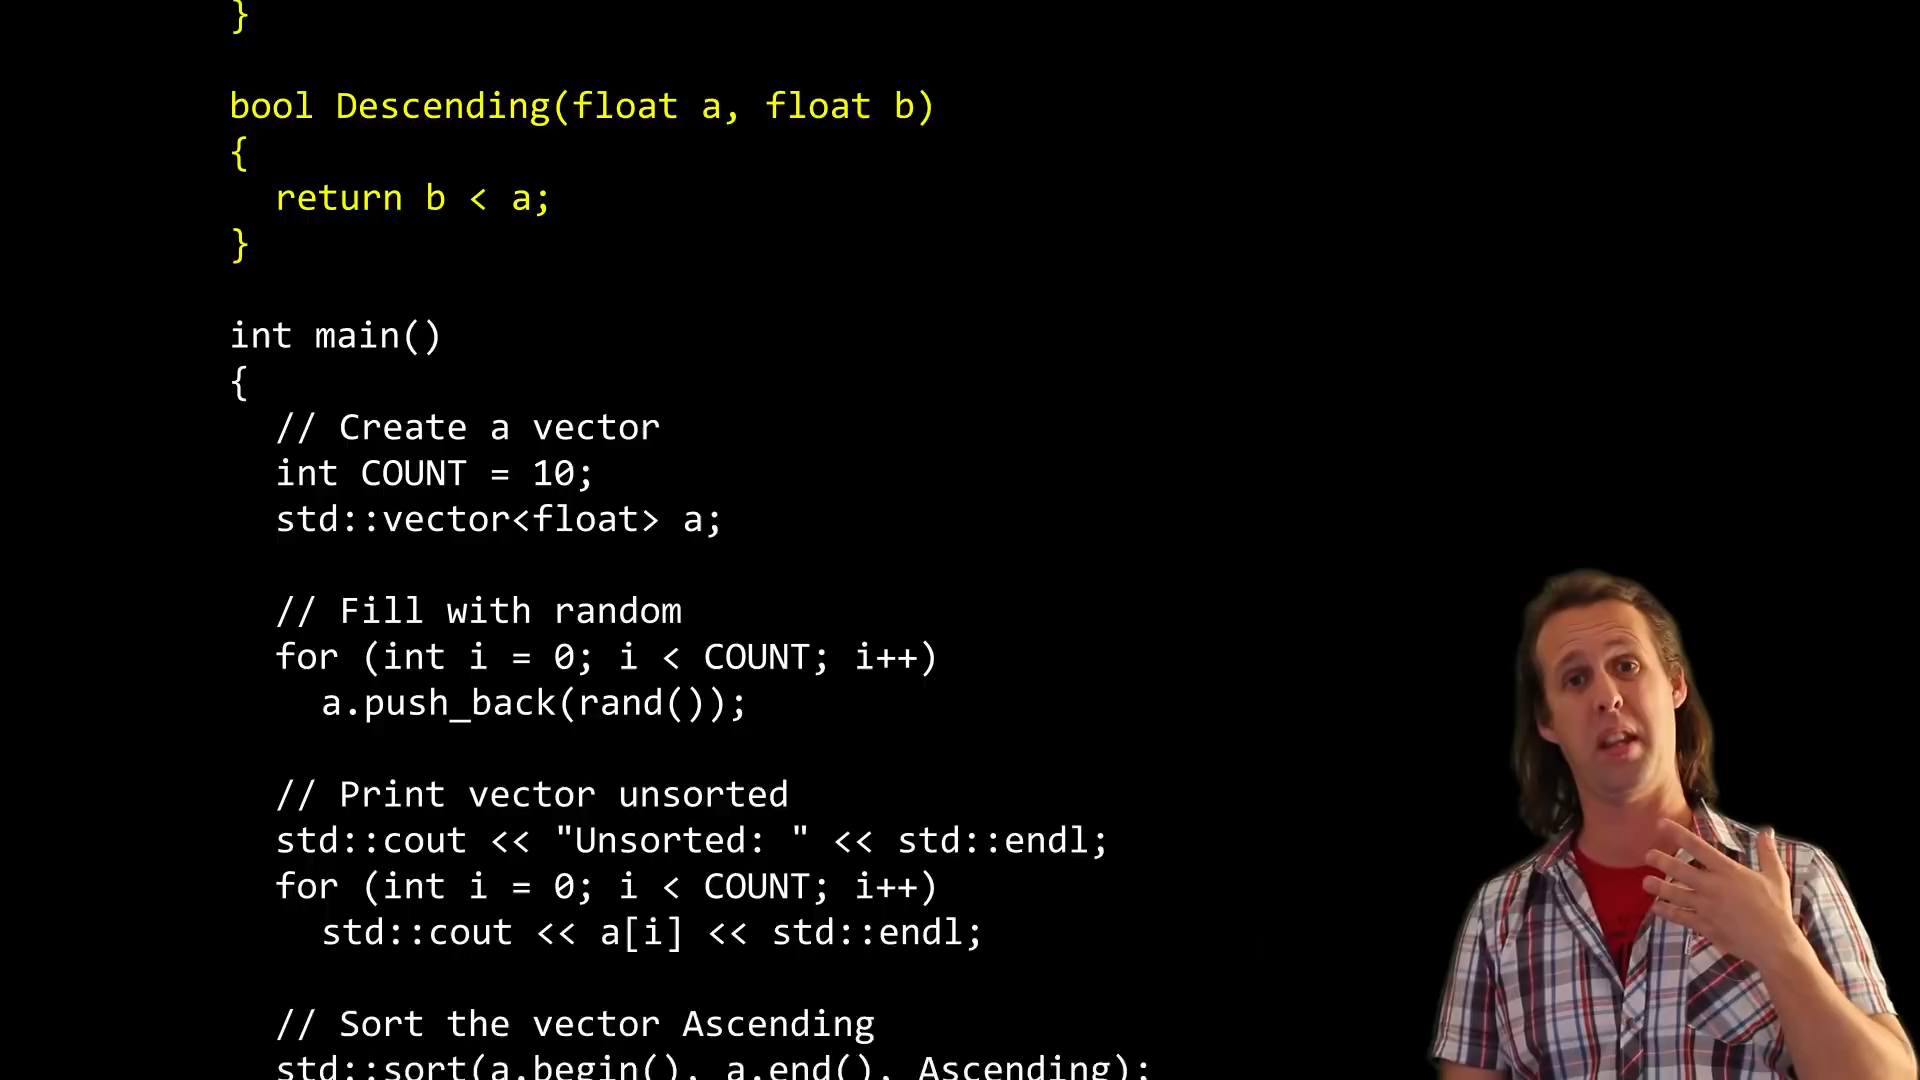 }
bool Descending(float a, float b)
{
return b < a;
}
int main()
{
// Create a vector
int COUNT = 10;
std::vector<float> a;
// Fill with random
for (int i = 0; i < COUNT; i++)
a.push_back(rand());
// Print vector unsorted
std::cout << "Unsorted: " << std::endl;
for (int i = 0; i < COUNT; i++)
std::cout << a[i] << std::endl;
// Sort the vector Ascending
std::sort(a.begin(), a.end(), Ascending);